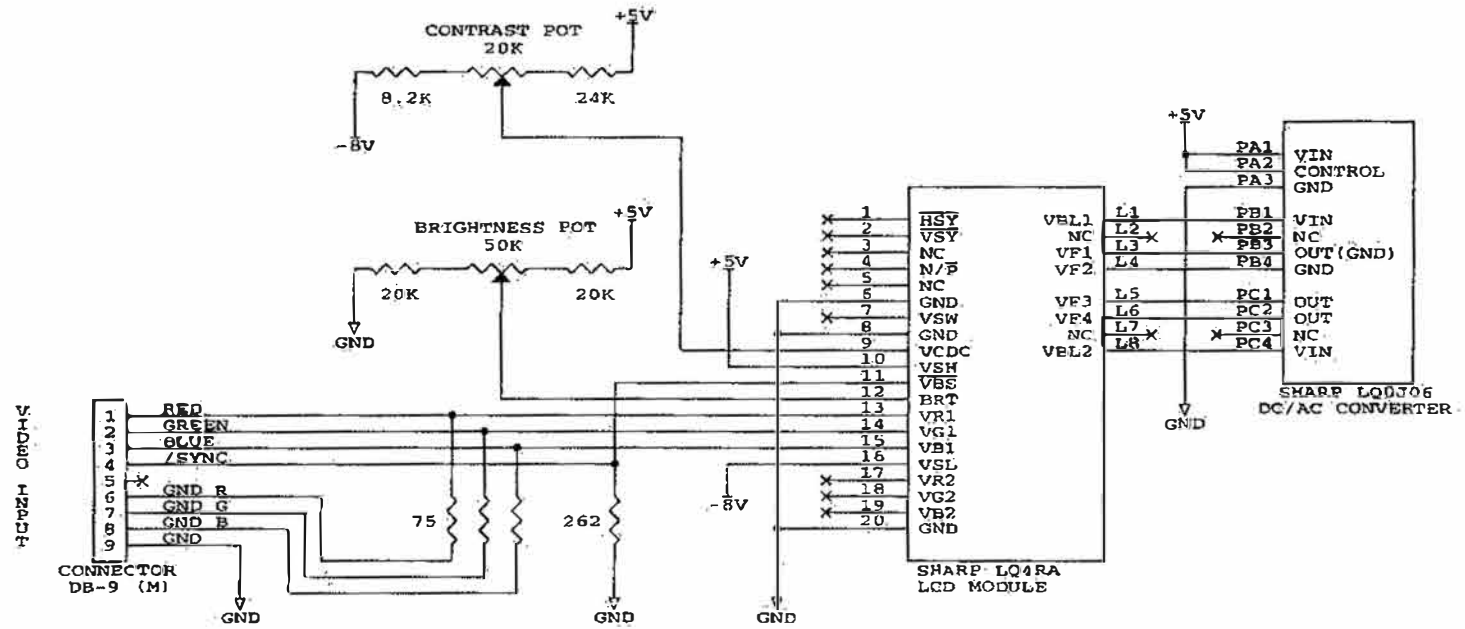 CONTRAST POT
20K
+5V
8.2K
24K
-8V
BRIGHTNESS POT
50K
+5V
20K
20K
GND
+5V
-8V
VIDEO INPUT
1 RED
2 GREEN
3 BLUE
4 /SYNC
5
6 GND R
7 GND G
8 GND B
9 GND
CONNECTOR
DB-9 (M)
GND
75
262
GND
GND
1 HSY
2 VSY
3 NC
4 N/P
5 NC
6 GND
7 VSW
8 GND
9 VCDC
10 VSH
11 VBS
12 BRT
13 VR1
14 VG1
15 VB1
16 VSL
17 VR2
18 VG2
19 VB2
20 GND
VBL1 L1
NC L2
VF1 L3
VF2 L4
VF3 L5
VF4 L6
NC L7
VBL2 L8
SHARP LQ4RA
LCD MODULE
+5V
PA1 VIN
PA2 CONTROL
PA3 GND
PB1 VIN
PB2 NC
PB3 OUT(GND)
PB4 GND
PC1 OUT
PC2 OUT
PC3 NC
PC4 VIN
SHARP LQ0J06
DC/AC CONVERTER
GND